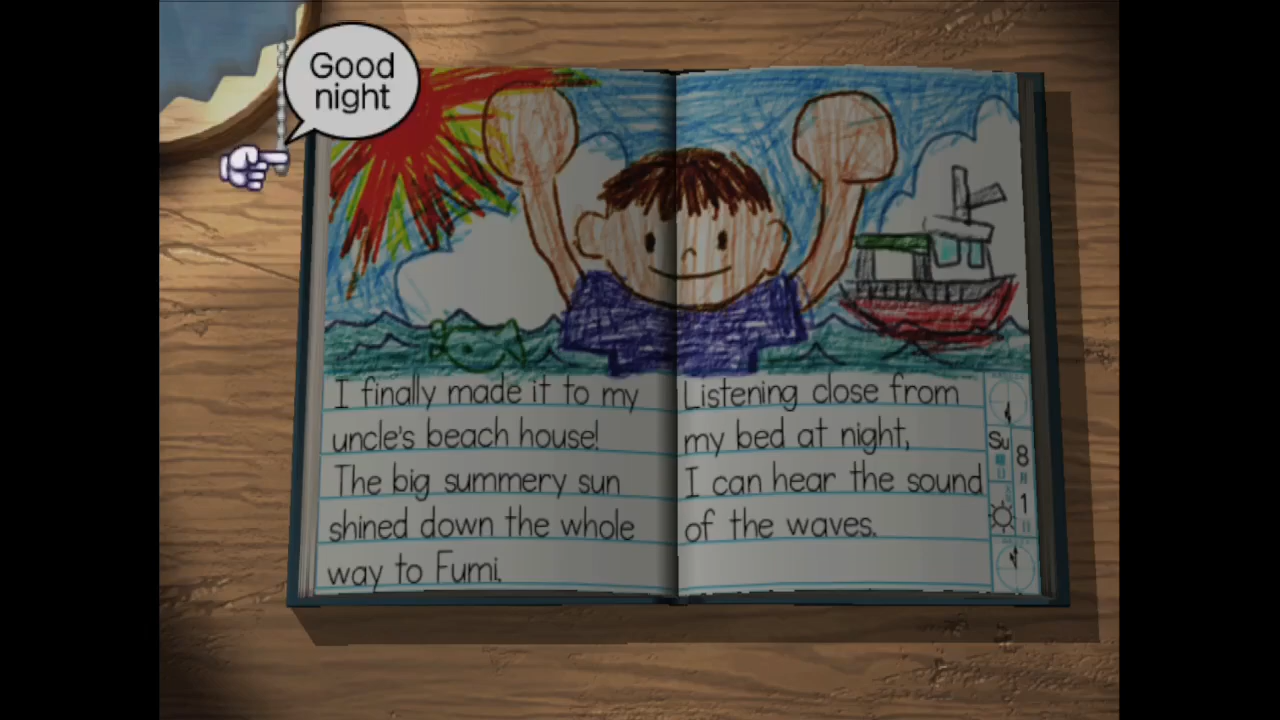 Good
night
I finally made it to my
uncle's beach house!
The big summery sun
shined down the whole
way to Fumi.
Listening close from
my bed at night,
I can hear the sound
of the waves.
Su
8
月
1
日